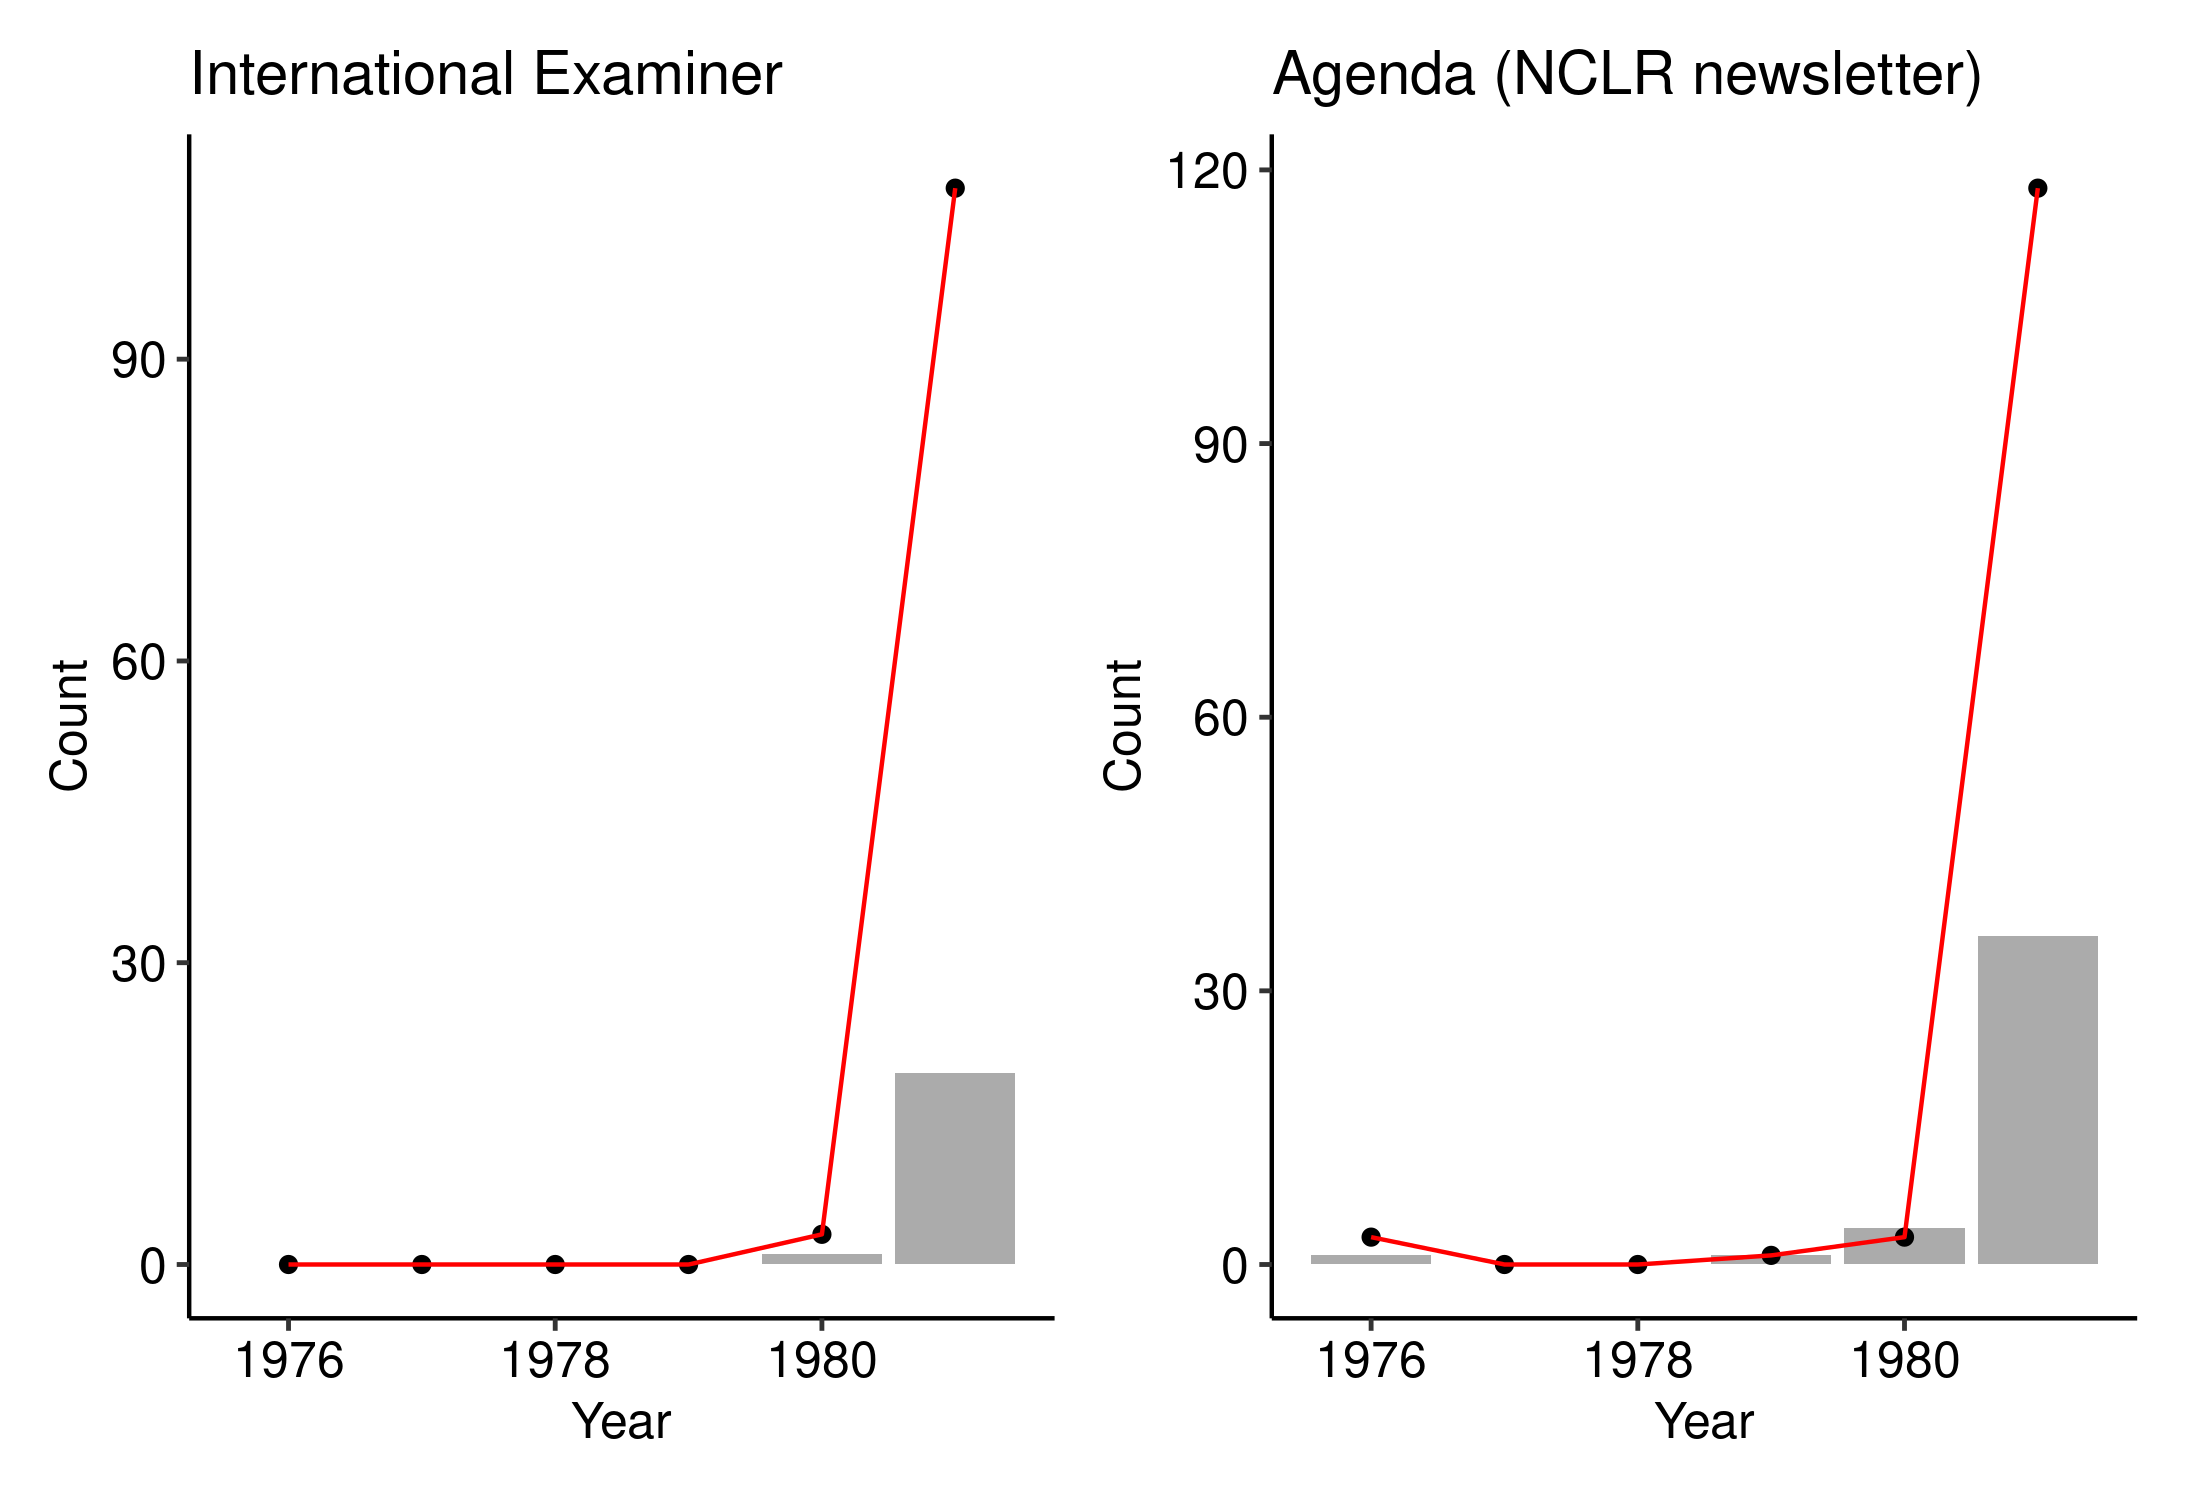 International Examiner
Count
90
60
30
0
1976 1978 1980
Year
Agenda (NCLR newsletter)
Count
120
90
60
30
0
1976 1978 1980
Year